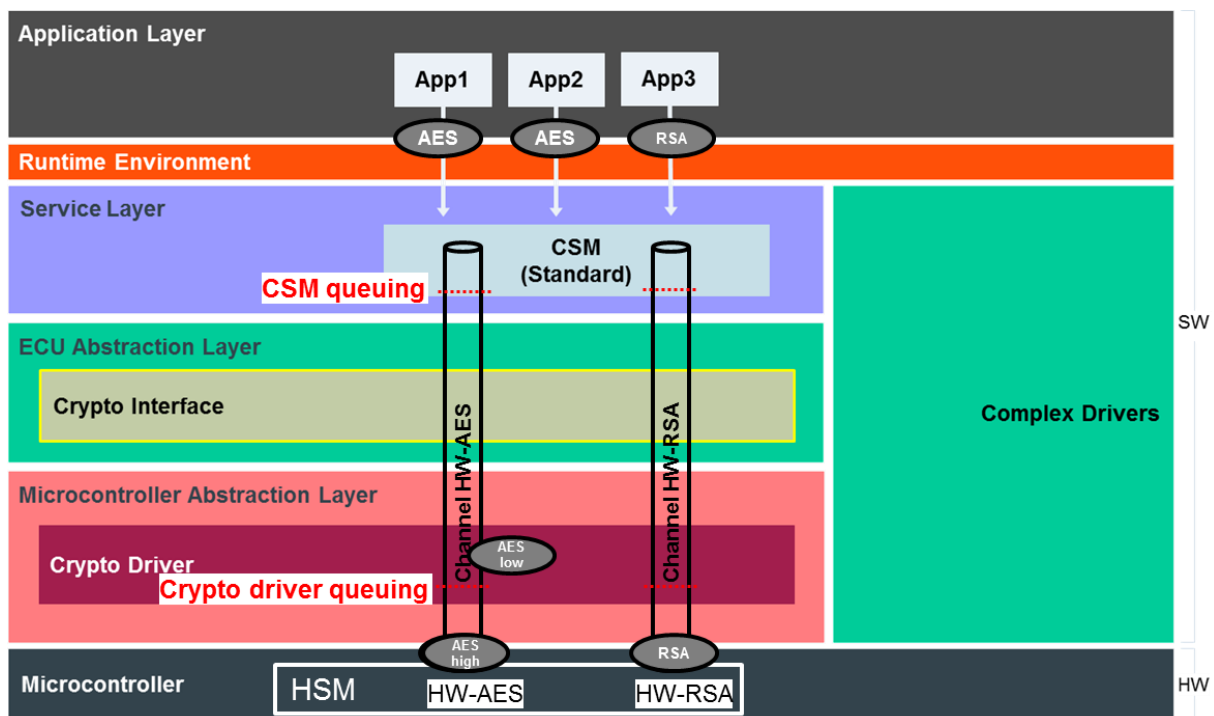 Application Layer
App1
App2
App3
AES
AES
RSA
Runtime Environment
Service Layer
CSM
(Standard)
CSM queuing
SW
ECU Abstraction Layer
Crypto Interface
Channel HW-AES
Channel HW-RSA
Complex Drivers
Microcontroller Abstraction Layer
Crypto Driver
AES
low
Crypto driver queuing
AES
high
RSA
Microcontroller
HSM
HW-AES
HW-RSA
HW